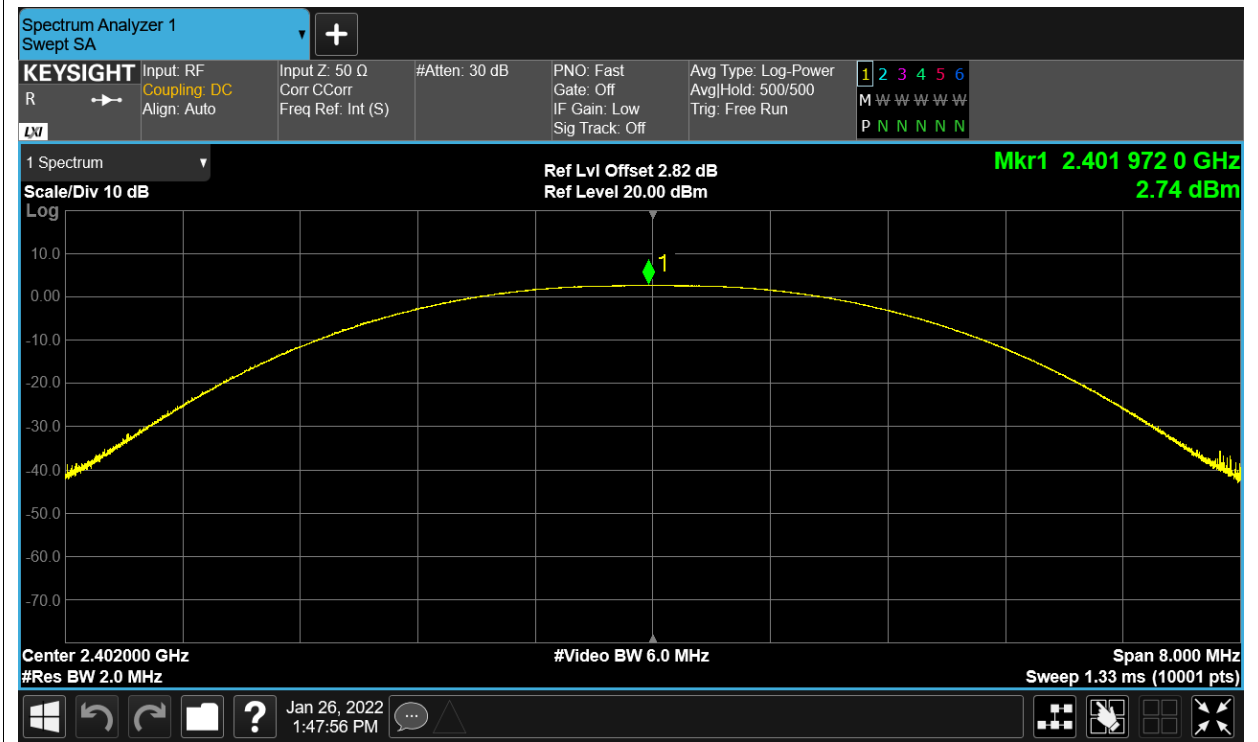 Spectrum Analyzer 1
Swept SA
▼
+
KEYSIGHT
R
LXI
Input: RF
Coupling: DC
Align: Auto
Input Z: 50 Ω
Corr CCorr
Freq Ref: Int (S)
#Atten: 30 dB
PNO: Fast
Gate: Off
IF Gain: Low
Sig Track: Off
Avg Type: Log-Power
Avg|Hold: 500/500
Trig: Free Run
1 2 3 4 5 6
M W W W W W
P N N N N N
1 Spectrum ▼
Scale/Div 10 dB
Ref Lvl Offset 2.82 dB
Ref Level 20.00 dBm
Mkr1 2.401 972 0 GHz
2.74 dBm
Log
10.0
1
0.00
-10.0
-20.0
-30.0
-40.0
-50.0
-60.0
-70.0
Center 2.402000 GHz
#Res BW 2.0 MHz
#Video BW 6.0 MHz
Span 8.000 MHz
Sweep 1.33 ms (10001 pts)
?
Jan 26, 2022
1:47:56 PM